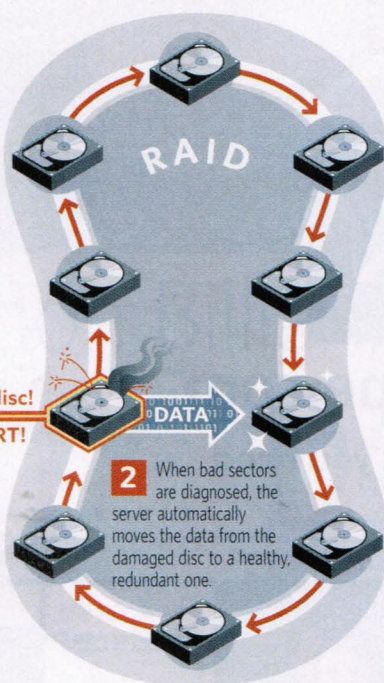 RAID
disc!
RT!
DATA
2 When bad sectors
are diagnosed, the
server automatically
moves the data from the
damaged disc to a healthy,
redundant one.